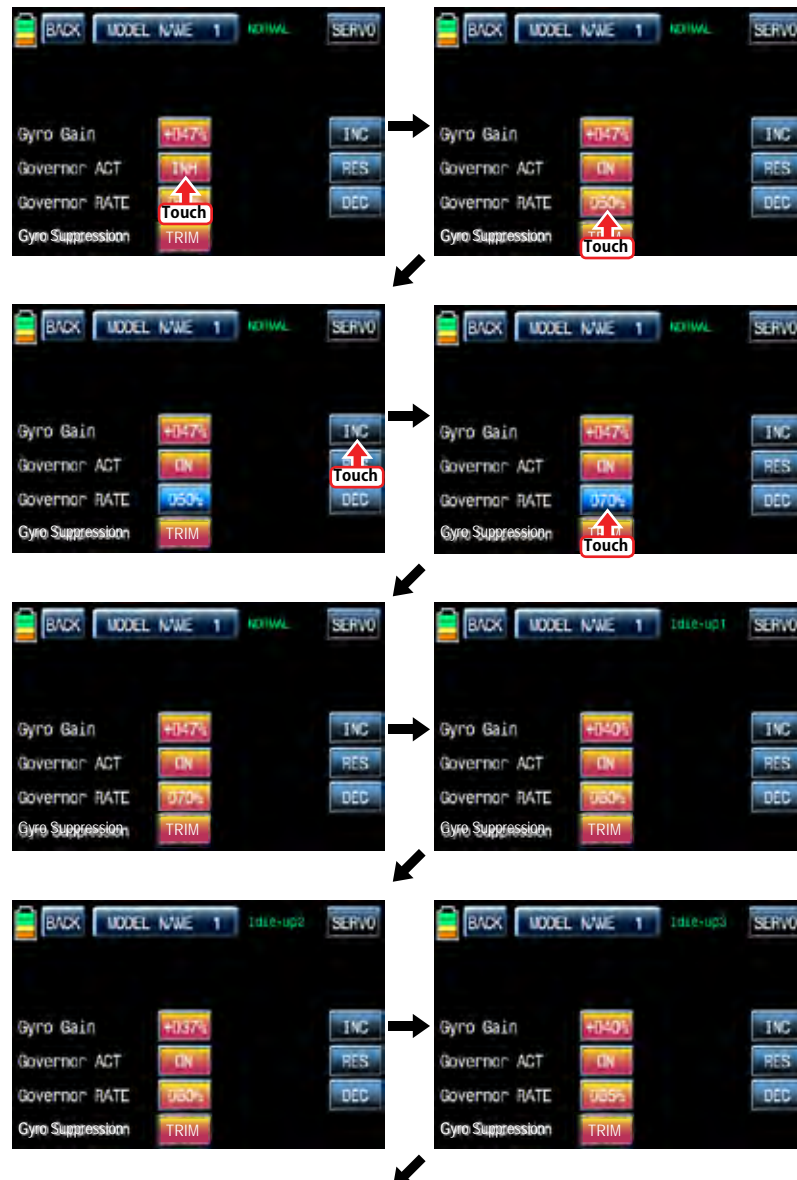 BACK MODEL NAME 1 NORMAL SERVO
Gyro Gain +047% INC
Governor ACT INH RES
Governor RATE DEC
Touch
Gyro Suppression TRIM
BACK MODEL NAME 1 NORMAL SERVO
Gyro Gain +047% INC
Governor ACT ON RES
Governor RATE 050% DEC
Gyro Suppression TRIM
Touch
BACK MODEL NAME 1 NORMAL SERVO
Gyro Gain +047% INC
Governor ACT ON
Touch
Governor RATE 050% DEC
Gyro Suppression TRIM
BACK MODEL NAME 1 NORMAL SERVO
Gyro Gain +047% INC
Governor ACT ON RES
Governor RATE 070% DEC
Gyro Suppression TRIM
Touch
BACK MODEL NAME 1 NORMAL SERVO
Gyro Gain +047% INC
Governor ACT ON RES
Governor RATE 070% DEC
Gyro Suppression TRIM
BACK MODEL NAME 1 Idle-up1 SERVO
Gyro Gain +040% INC
Governor ACT ON RES
Governor RATE DEC
Gyro Suppression TRIM
BACK MODEL NAME 1 Idle-up2 SERVO
Gyro Gain +037% INC
Governor ACT ON RES
Governor RATE DEC
Gyro Suppression TRIM
BACK MODEL NAME 1 Idle-up3 SERVO
Gyro Gain +040% INC
Governor ACT ON RES
Governor RATE DEC
Gyro Suppression TRIM